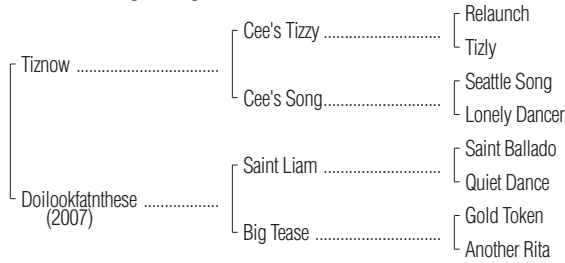 Relaunch
Cee's Tizzy
Tizly
Tiznow
Seattle Song
Cee's Song
Lonely Dancer
Saint Ballado
Saint Liam
Quiet Dance
Doilookfatnthese
(2007)
Gold Token
Big Tease
Another Rita